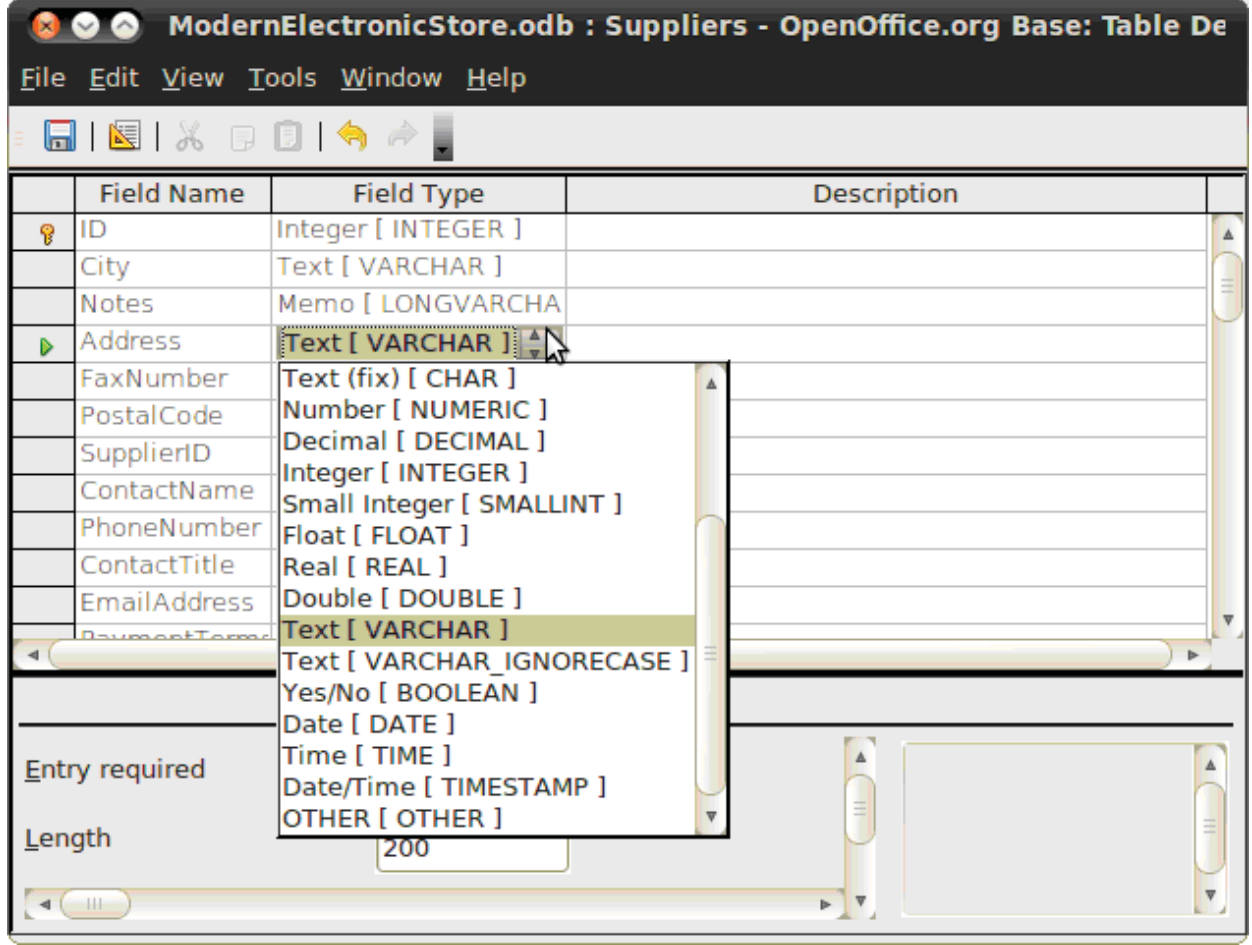 ModernElectronicStore.odb : Suppliers - OpenOffice.org Base: Table De
File Edit View Tools Window Help
Field Name Field Type Description
ID Integer [ INTEGER ]
City Text [ VARCHAR ]
Notes Memo [ LONGVARCHA
Address Text [ VARCHAR ]
FaxNumber Text (fix) [ CHAR ]
PostalCode Number [ NUMERIC ]
Decimal [ DECIMAL ]
SupplierID Integer [ INTEGER ]
ContactName Small Integer [ SMALLINT ]
PhoneNumber Float [ FLOAT ]
ContactTitle Real [ REAL ]
EmailAddress Double [ DOUBLE ]
PaymentTerms Text [ VARCHAR ]
Text [ VARCHAR_IGNORECASE ]
Yes/No [ BOOLEAN ]
Date [ DATE ]
Entry required Time [ TIME ]
Date/Time [ TIMESTAMP ]
OTHER [ OTHER ]
Length 200